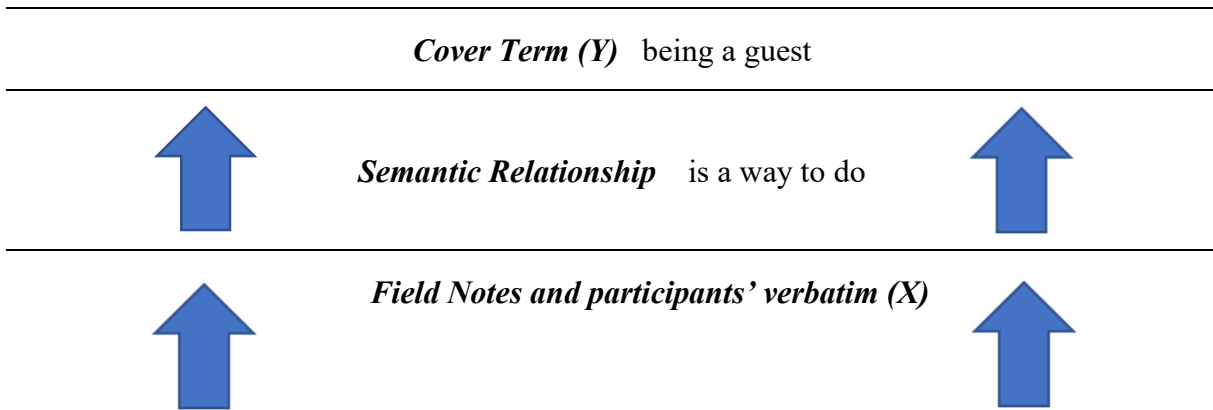 Cover Term (Y) being a guest
Semantic Relationship is a way to do
Field Notes and participants’ verbatim (X)